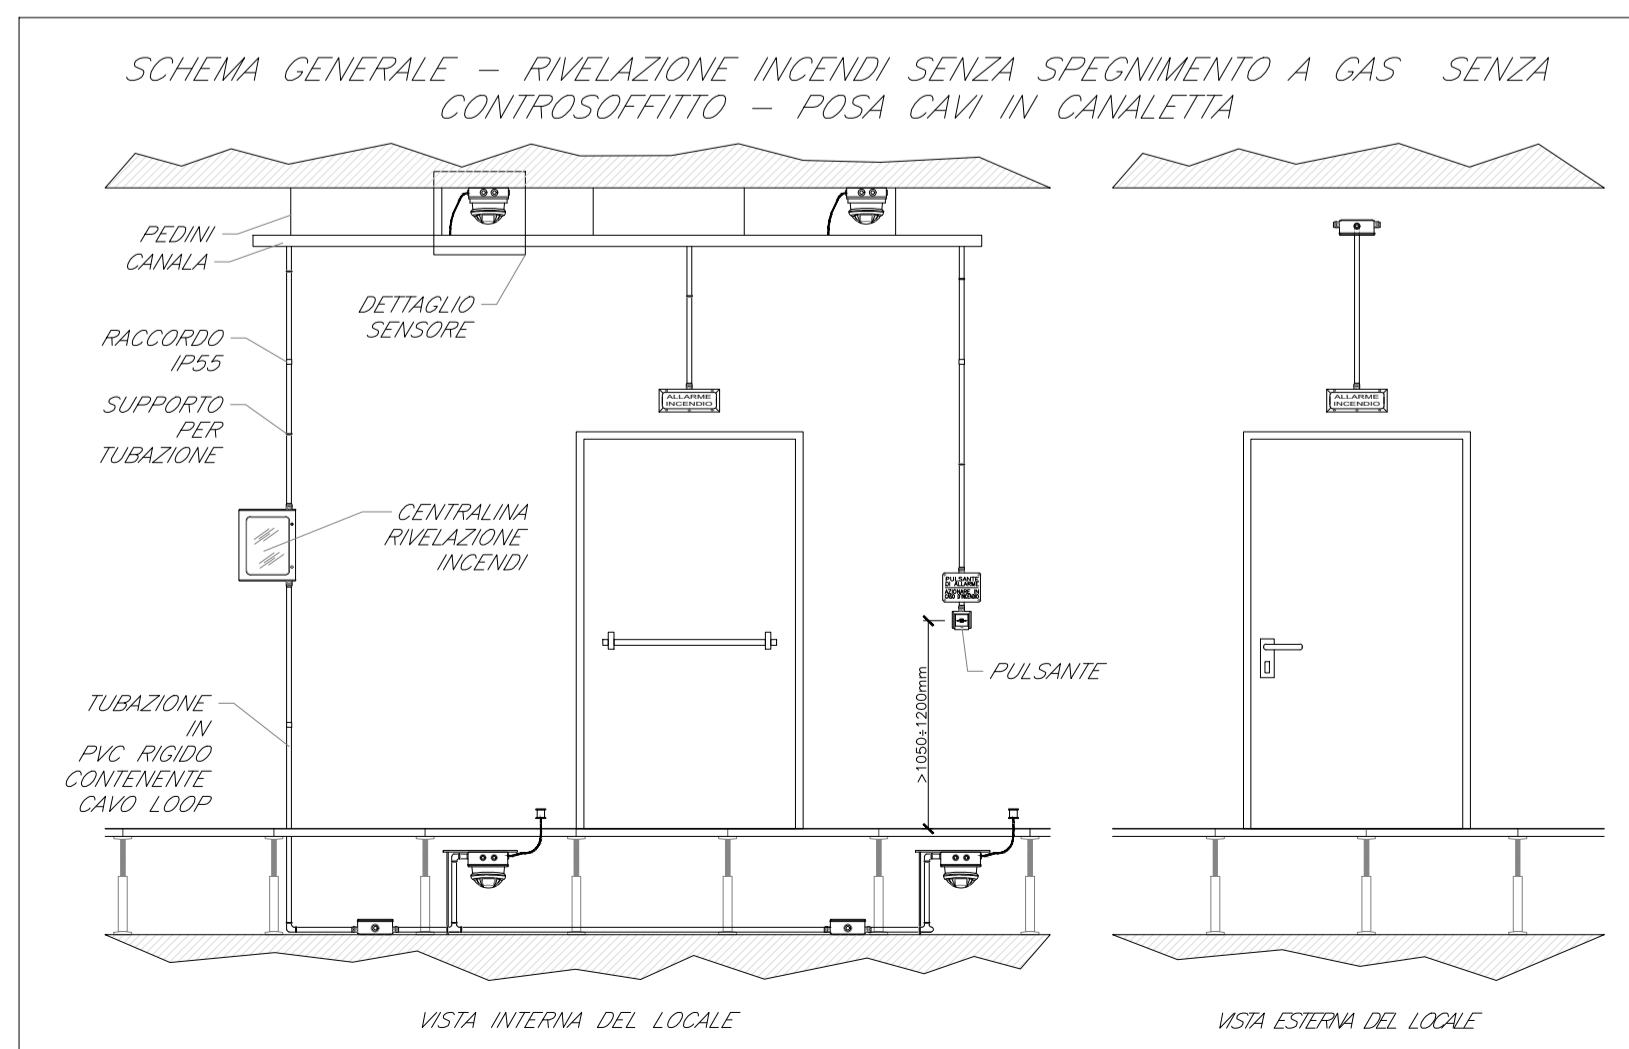 SCHEMA GENERALE – RIVELAZIONE INCENDI SENZA SPEGNIMENTO A GAS SENZA
CONTROSOFFITTO – POSA CAVI IN CANALETTA
PEDINI
CANALA
DETTAGLIO
SENSORE
RACCORDO
IP55
SUPPORTO
PER
TUBAZIONE
ALLARME
INCENDIO
ALLARME
INCENDIO
CENTRALINA
RIVELAZIONE
INCENDI
PULSANTE
DI ALLARME
AZIONARE IN
CASO D'INCENDIO
PULSANTE
>1050÷1200mm
TUBAZIONE
IN
PVC RIGIDO
CONTENENTE
CAVO LOOP
VISTA INTERNA DEL LOCALE
VISTA ESTERNA DEL LOCALE